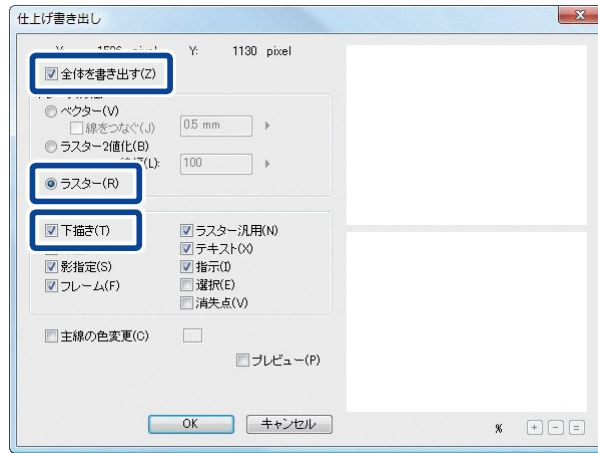 仕上げ書き出し
Y: 1130 pixel
全体を書き出す(Z)
ベクター(V)
線をつなぐ(J)
0.5 mm
ラスター2値化(B)
(L):
100
ラスター(R)
下描き(T)
ラスター汎用(N)
テキスト(X)
影指定(S)
指示(I)
フレーム(F)
選択(E)
消失点(V)
主線の色変更(C)
プレビュー(P)
OK
キャンセル
%